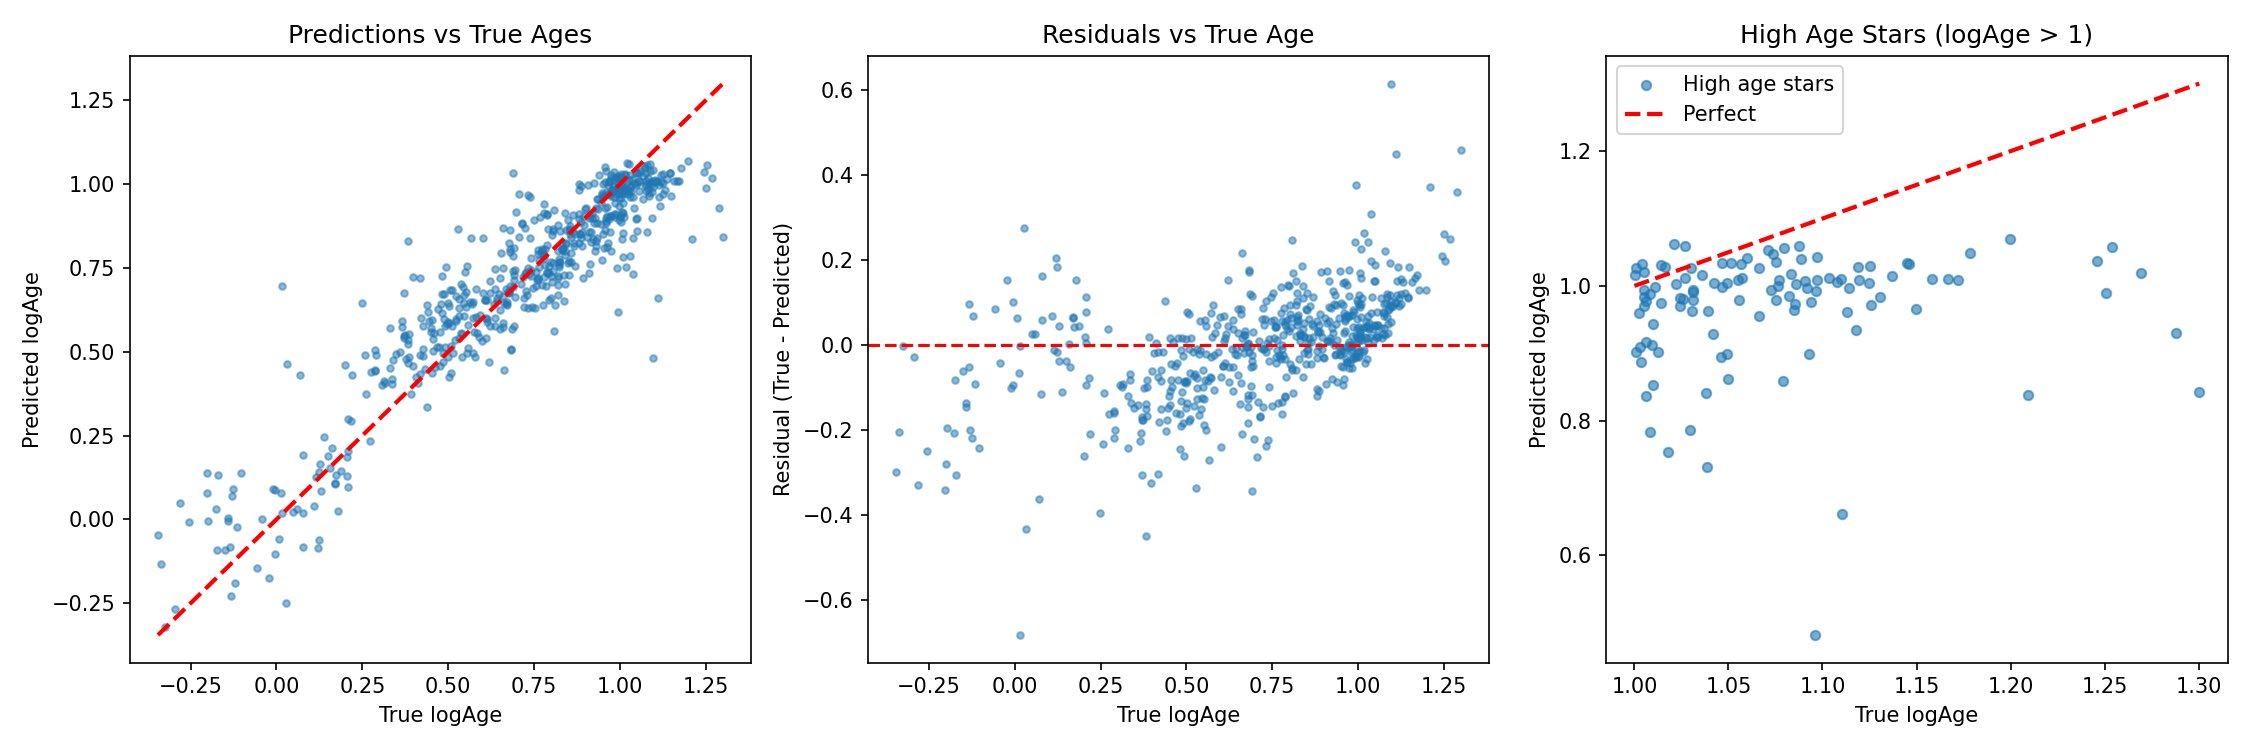 Predictions vs True Ages
1.25
1.00
0.75
0.50
0.25
0.00
−0.25
Predicted logAge
−0.25 0.00 0.25 0.50 0.75 1.00 1.25
True logAge
Residuals vs True Age
0.6
0.4
0.2
0.0
−0.2
−0.4
−0.6
Residual (True - Predicted)
−0.25 0.00 0.25 0.50 0.75 1.00 1.25
True logAge
High Age Stars (logAge > 1)
High age stars
Perfect
1.2
1.0
0.8
0.6
Predicted logAge
1.00 1.05 1.10 1.15 1.20 1.25 1.30
True logAge